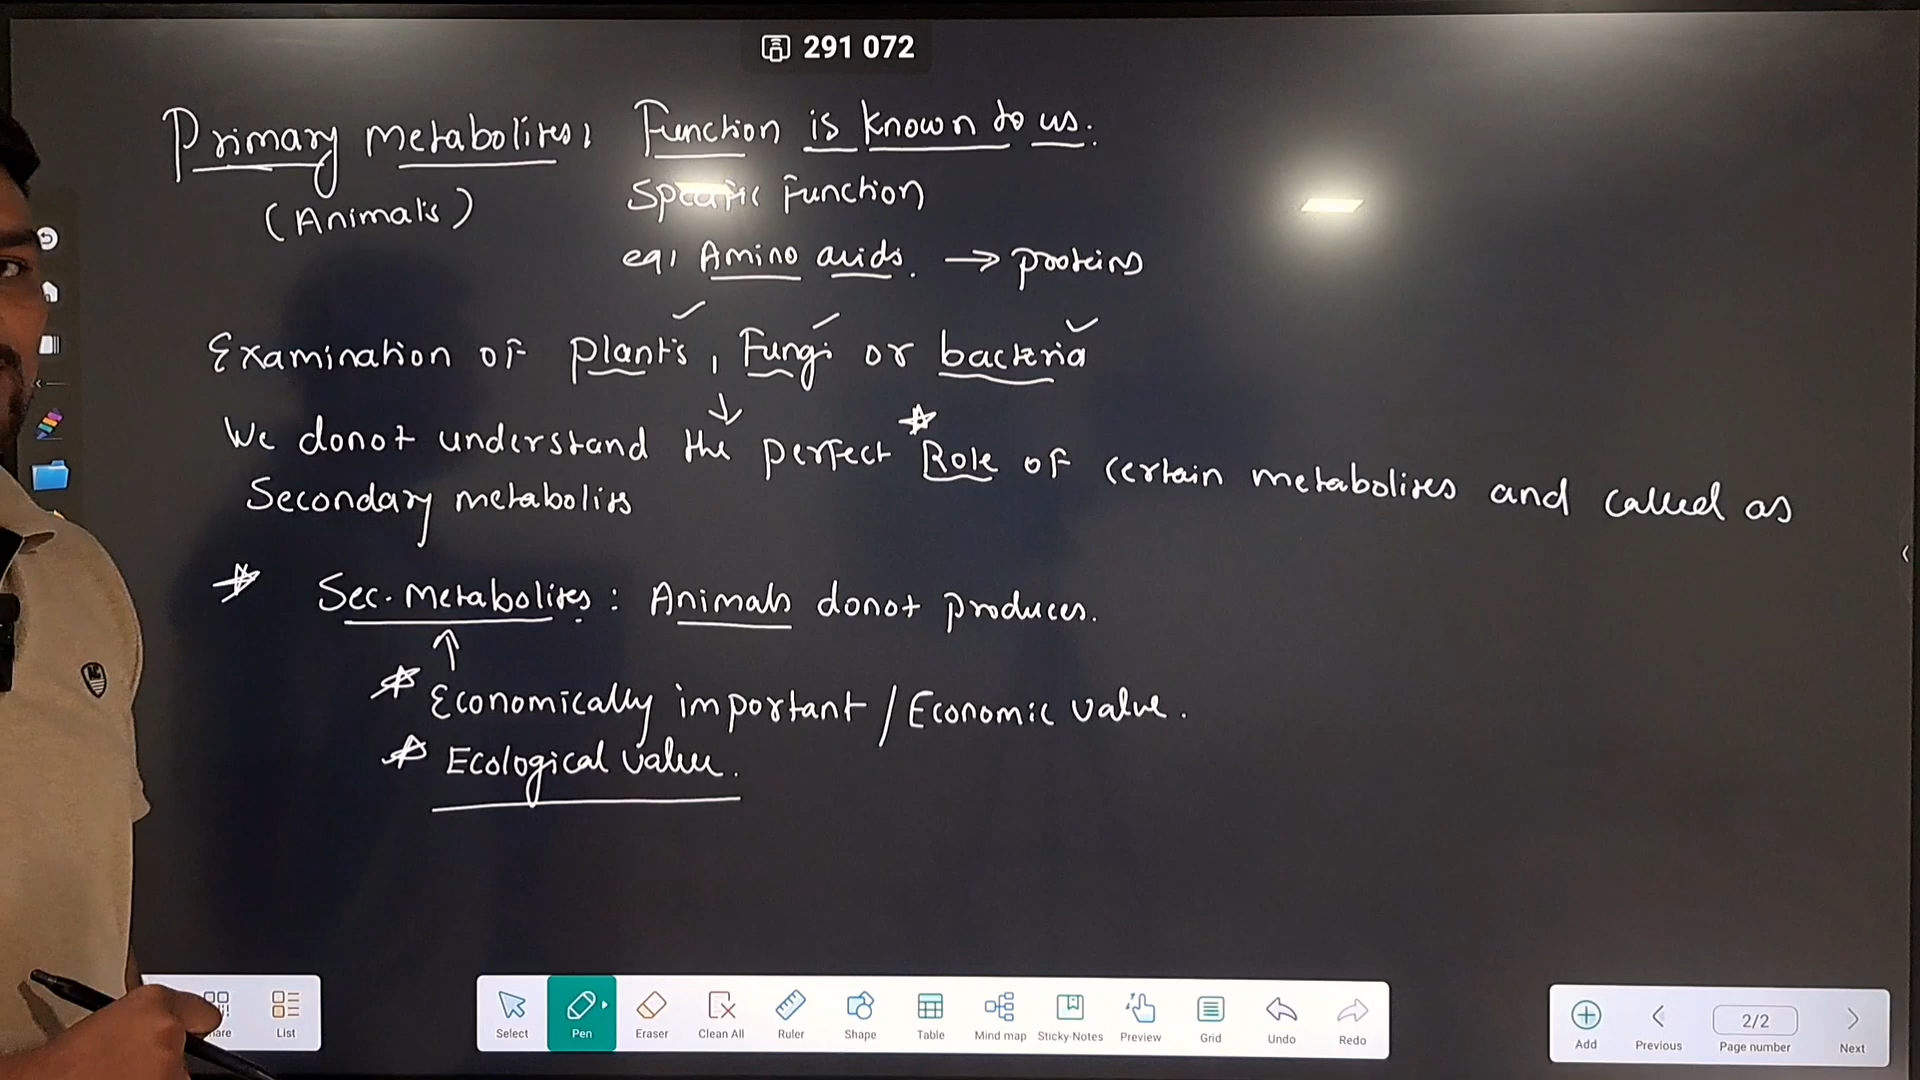 291 072
Primary metabolites: Function is known to us.
(Animals)
Specific Function
eg: Amino acids. → proteins
Examination of plants, Fungi or bacteria
We donot understand the perfect Role of certain metabolites and called as
Secondary metabolits
Sec. Metabolites: Animals donot produces.
Economically important / Economic value.
Ecological value.
List
Select
Pen
Eraser
Clean All
Ruler
Shape
Table
Mind map
Sticky Notes
Preview
Grid
Undo
Redo
Add
Previous
2/2
Page number
Next